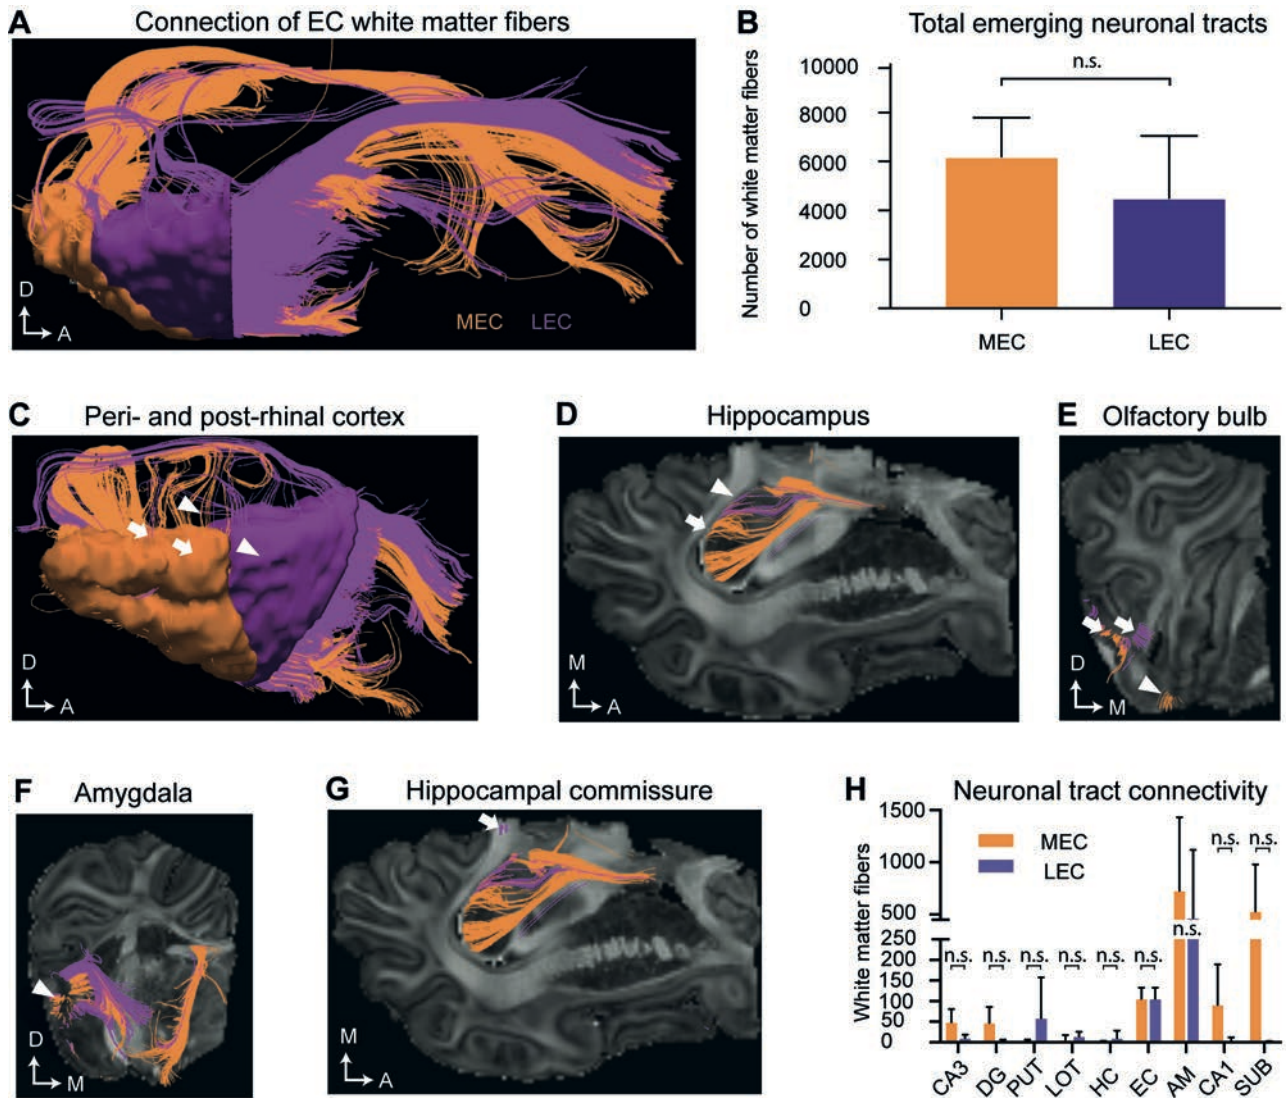 A Connection of EC white matter fibers
D
A
MEC LEC
B Total emerging neuronal tracts
Number of white matter fibers
10000
8000
6000
4000
2000
0
n.s.
MEC LEC
C Peri- and post-rhinal cortex
D
A
D Hippocampus
M
A
E Olfactory bulb
D
M
F Amygdala
D
M
G Hippocampal commissure
M
A
H Neuronal tract connectivity
White matter fibers
1500
1000
500
250
200
150
100
50
0
MEC
LEC
n.s. n.s.
n.s.
n.s. n.s. n.s. n.s. n.s. n.s.
CA3 DG PUT LOT HC EC AM CA1 SUB